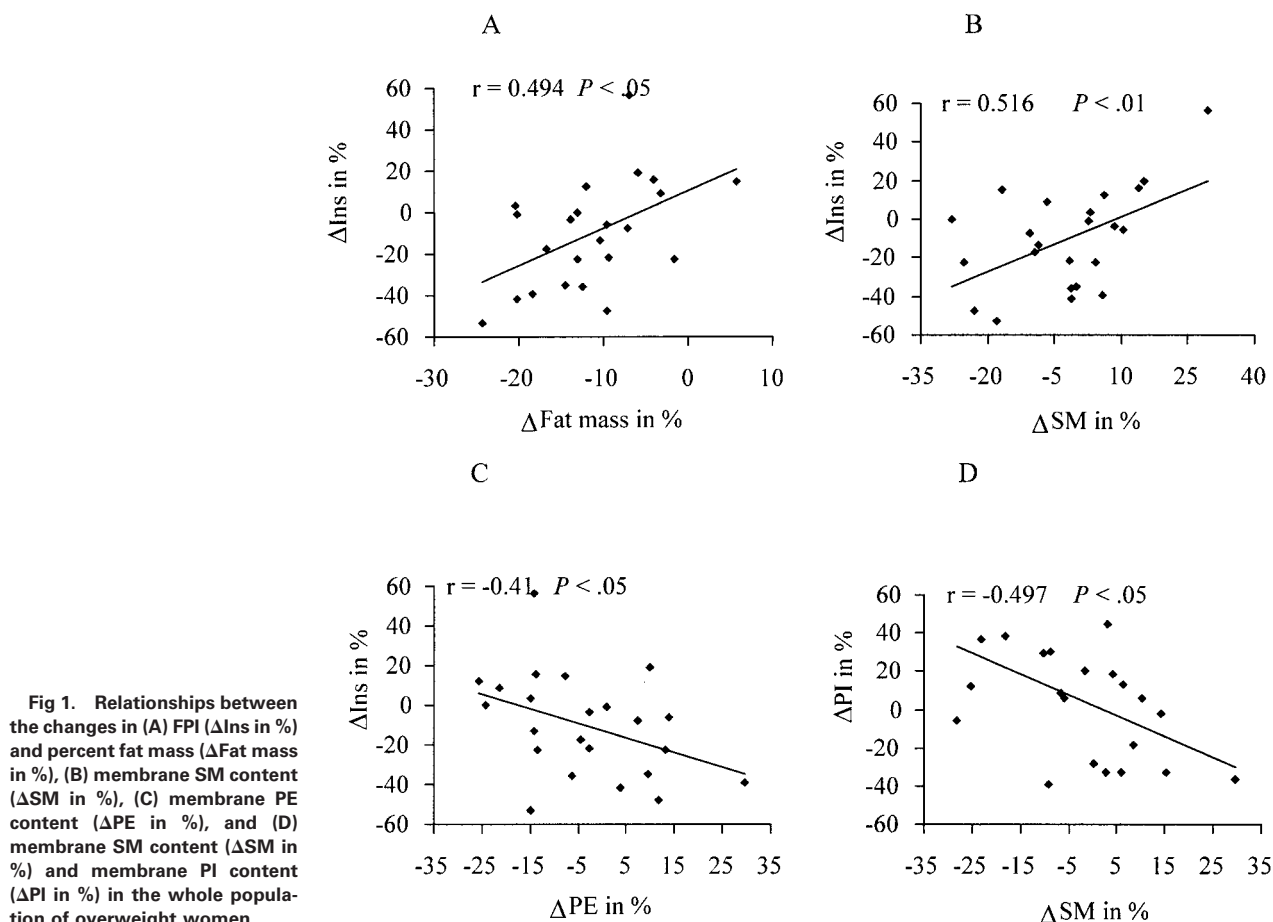 A
r = 0.494 P < .05
60
40
20
0
-20
-40
-60
ΔIns in %
-30 -20 -10 0 10
ΔFat mass in %
B
r = 0.516 P < .01
60
40
20
0
-20
-40
-60
ΔIns in %
-35 -20 -5 10 25 40
ΔSM in %
C
r = -0.41 P < .05
60
40
20
0
-20
-40
-60
ΔIns in %
-35 -25 -15 -5 5 15 25 35
ΔPE in %
D
r = -0.497 P < .05
60
40
20
0
-20
-40
-60
ΔPI in %
-35 -25 -15 -5 5 15 25 35
ΔSM in %
Fig 1. Relationships between
the changes in (A) FPI (ΔIns in %)
and percent fat mass (ΔFat mass
in %), (B) membrane SM content
(ΔSM in %), (C) membrane PE
content (ΔPE in %), and (D)
membrane SM content (ΔSM in
%) and membrane PI content
(ΔPI in %) in the whole popula-
tion of overweight women.